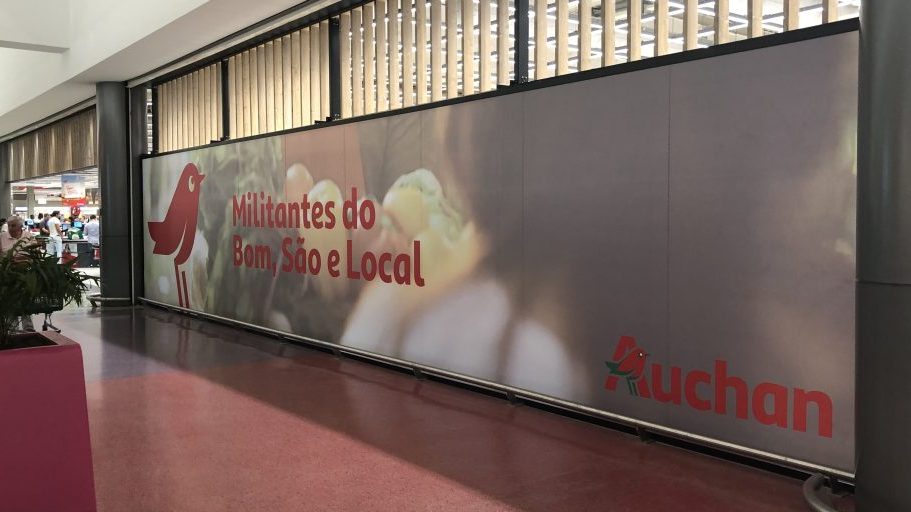 Militantes do
Bom, São e Local
Auchan